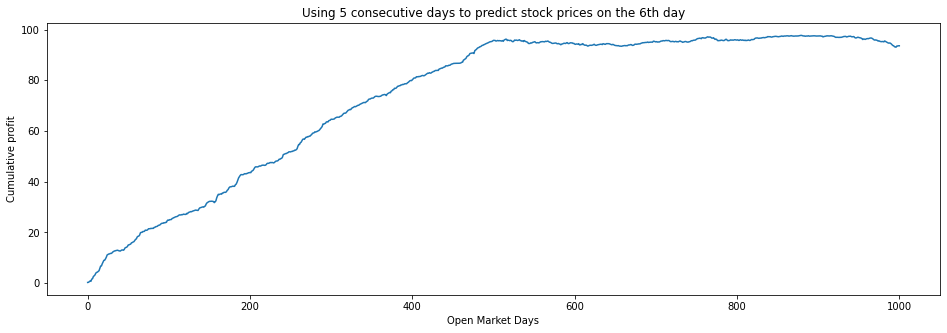 Using 5 consecutive days to predict stock prices on the 6th day
Cumulative profit
100
80
60
40
20
0
0 200 400 600 800 1000
Open Market Days